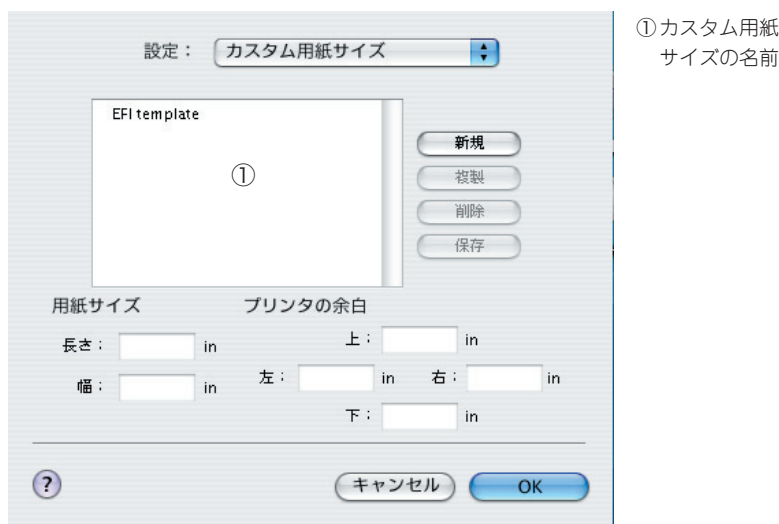 設定： カスタム用紙サイズ
EFI template
①
新規
複製
削除
保存
用紙サイズ
プリンタの余白
長さ： in
幅： in
上： in
左： in 右： in
下： in
?
キャンセル
OK
①カスタム用紙
サイズの名前